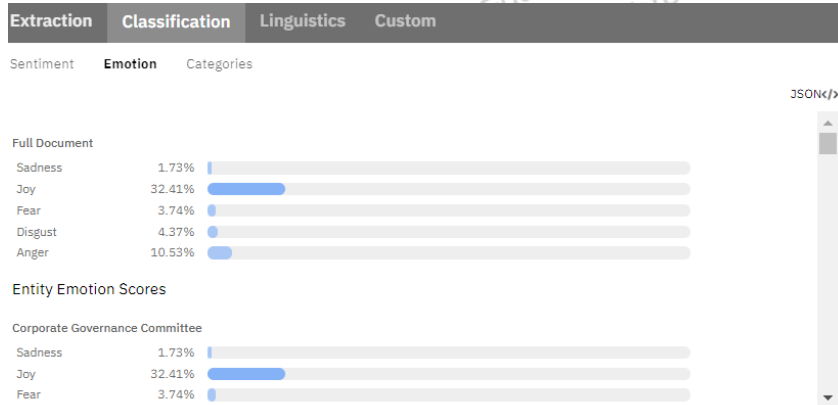 Extraction Classification Linguistics Custom
Sentiment Emotion Categories
JSON</>
Full Document
Sadness 1.73%
Joy 32.41%
Fear 3.74%
Disgust 4.37%
Anger 10.53%
Entity Emotion Scores
Corporate Governance Committee
Sadness 1.73%
Joy 32.41%
Fear 3.74%